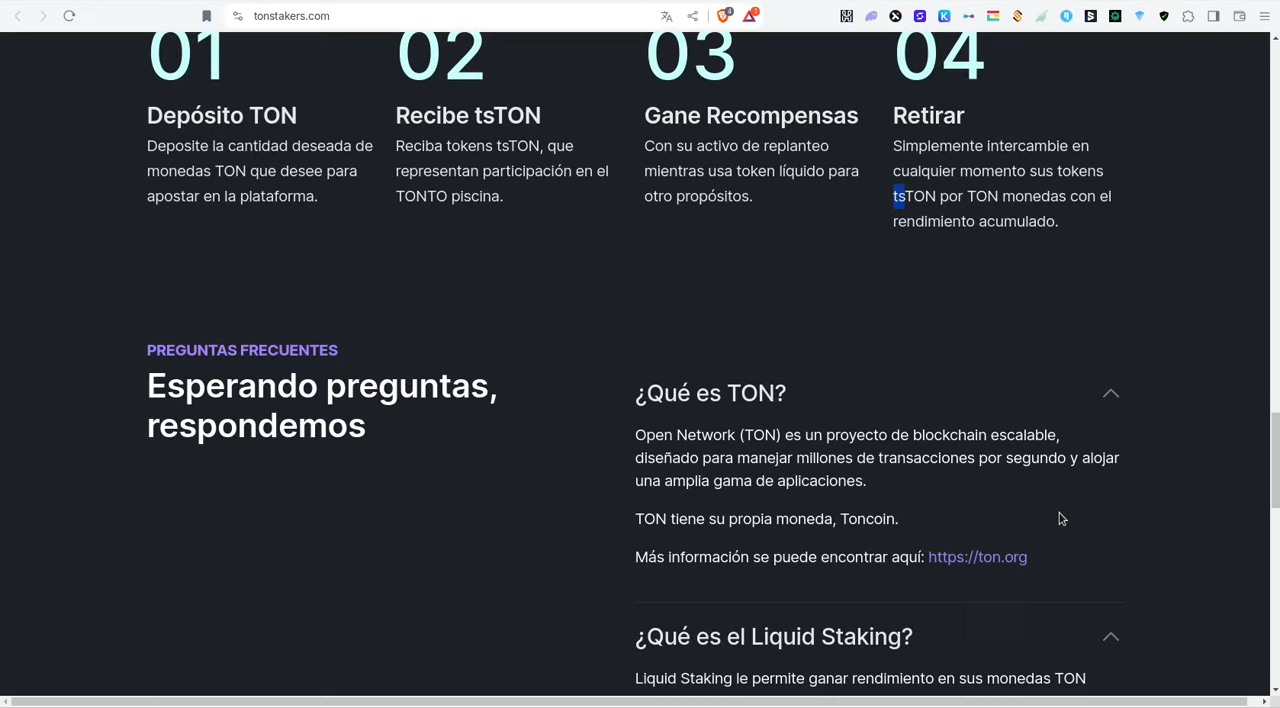 tonstakers.com
4
3
01
02
03
04
Depósito TON
Deposite la cantidad deseada de
monedas TON que desee para
apostar en la plataforma.
Recibe tsTON
Reciba tokens tsTON, que
representan participación en el
TONTO piscina.
Gane Recompensas
Con su activo de replanteo
mientras usa token líquido para
otro propósitos.
Retirar
Simplemente intercambie en
cualquier momento sus tokens
tsTON por TON monedas con el
rendimiento acumulado.
PREGUNTAS FRECUENTES
Esperando preguntas,
respondemos
¿Qué es TON?
Open Network (TON) es un proyecto de blockchain escalable,
diseñado para manejar millones de transacciones por segundo y alojar
una amplia gama de aplicaciones.
TON tiene su propia moneda, Toncoin.
Más información se puede encontrar aquí: https://ton.org
¿Qué es el Liquid Staking?
Liquid Staking le permite ganar rendimiento en sus monedas TON